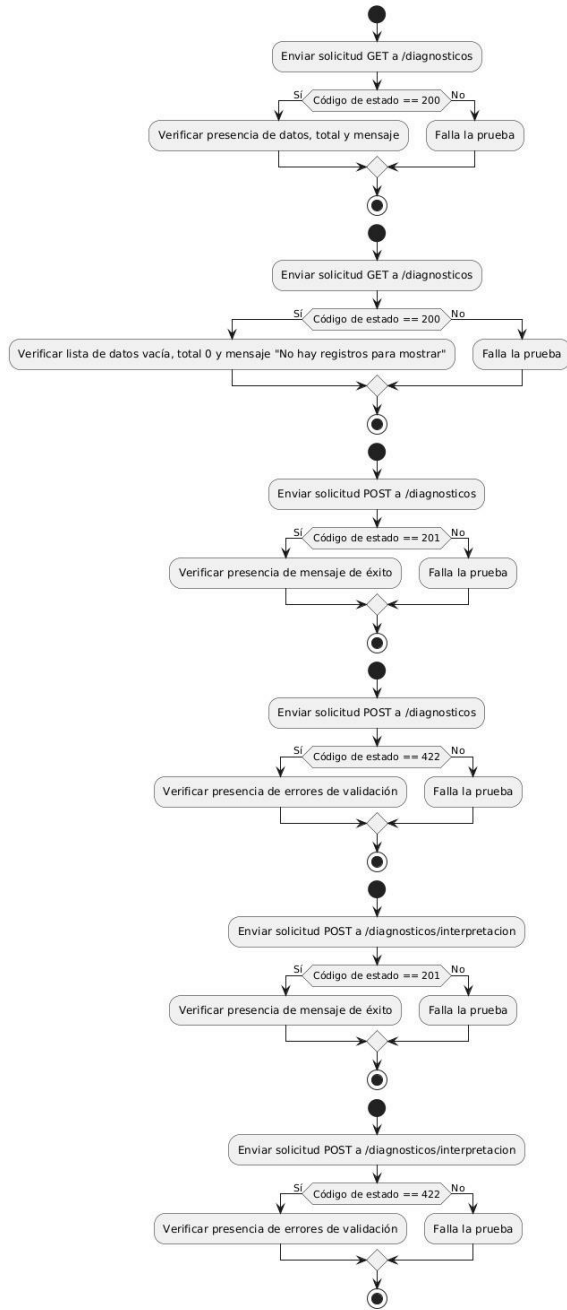 Enviar solicitud GET a /diagnosticos
Sí
Código de estado == 200
No
Verificar presencia de datos, total y mensaje
Falla la prueba
Enviar solicitud GET a /diagnosticos
Sí
Código de estado == 200
No
Verificar lista de datos vacía, total 0 y mensaje "No hay registros para mostrar"
Falla la prueba
Enviar solicitud POST a /diagnosticos
Sí
Código de estado == 201
No
Verificar presencia de mensaje de éxito
Falla la prueba
Enviar solicitud POST a /diagnosticos
Sí
Código de estado == 422
No
Verificar presencia de errores de validación
Falla la prueba
Enviar solicitud POST a /diagnosticos/interpretacion
Sí
Código de estado == 201
No
Verificar presencia de mensaje de éxito
Falla la prueba
Enviar solicitud POST a /diagnosticos/interpretacion
Sí
Código de estado == 422
No
Verificar presencia de errores de validación
Falla la prueba